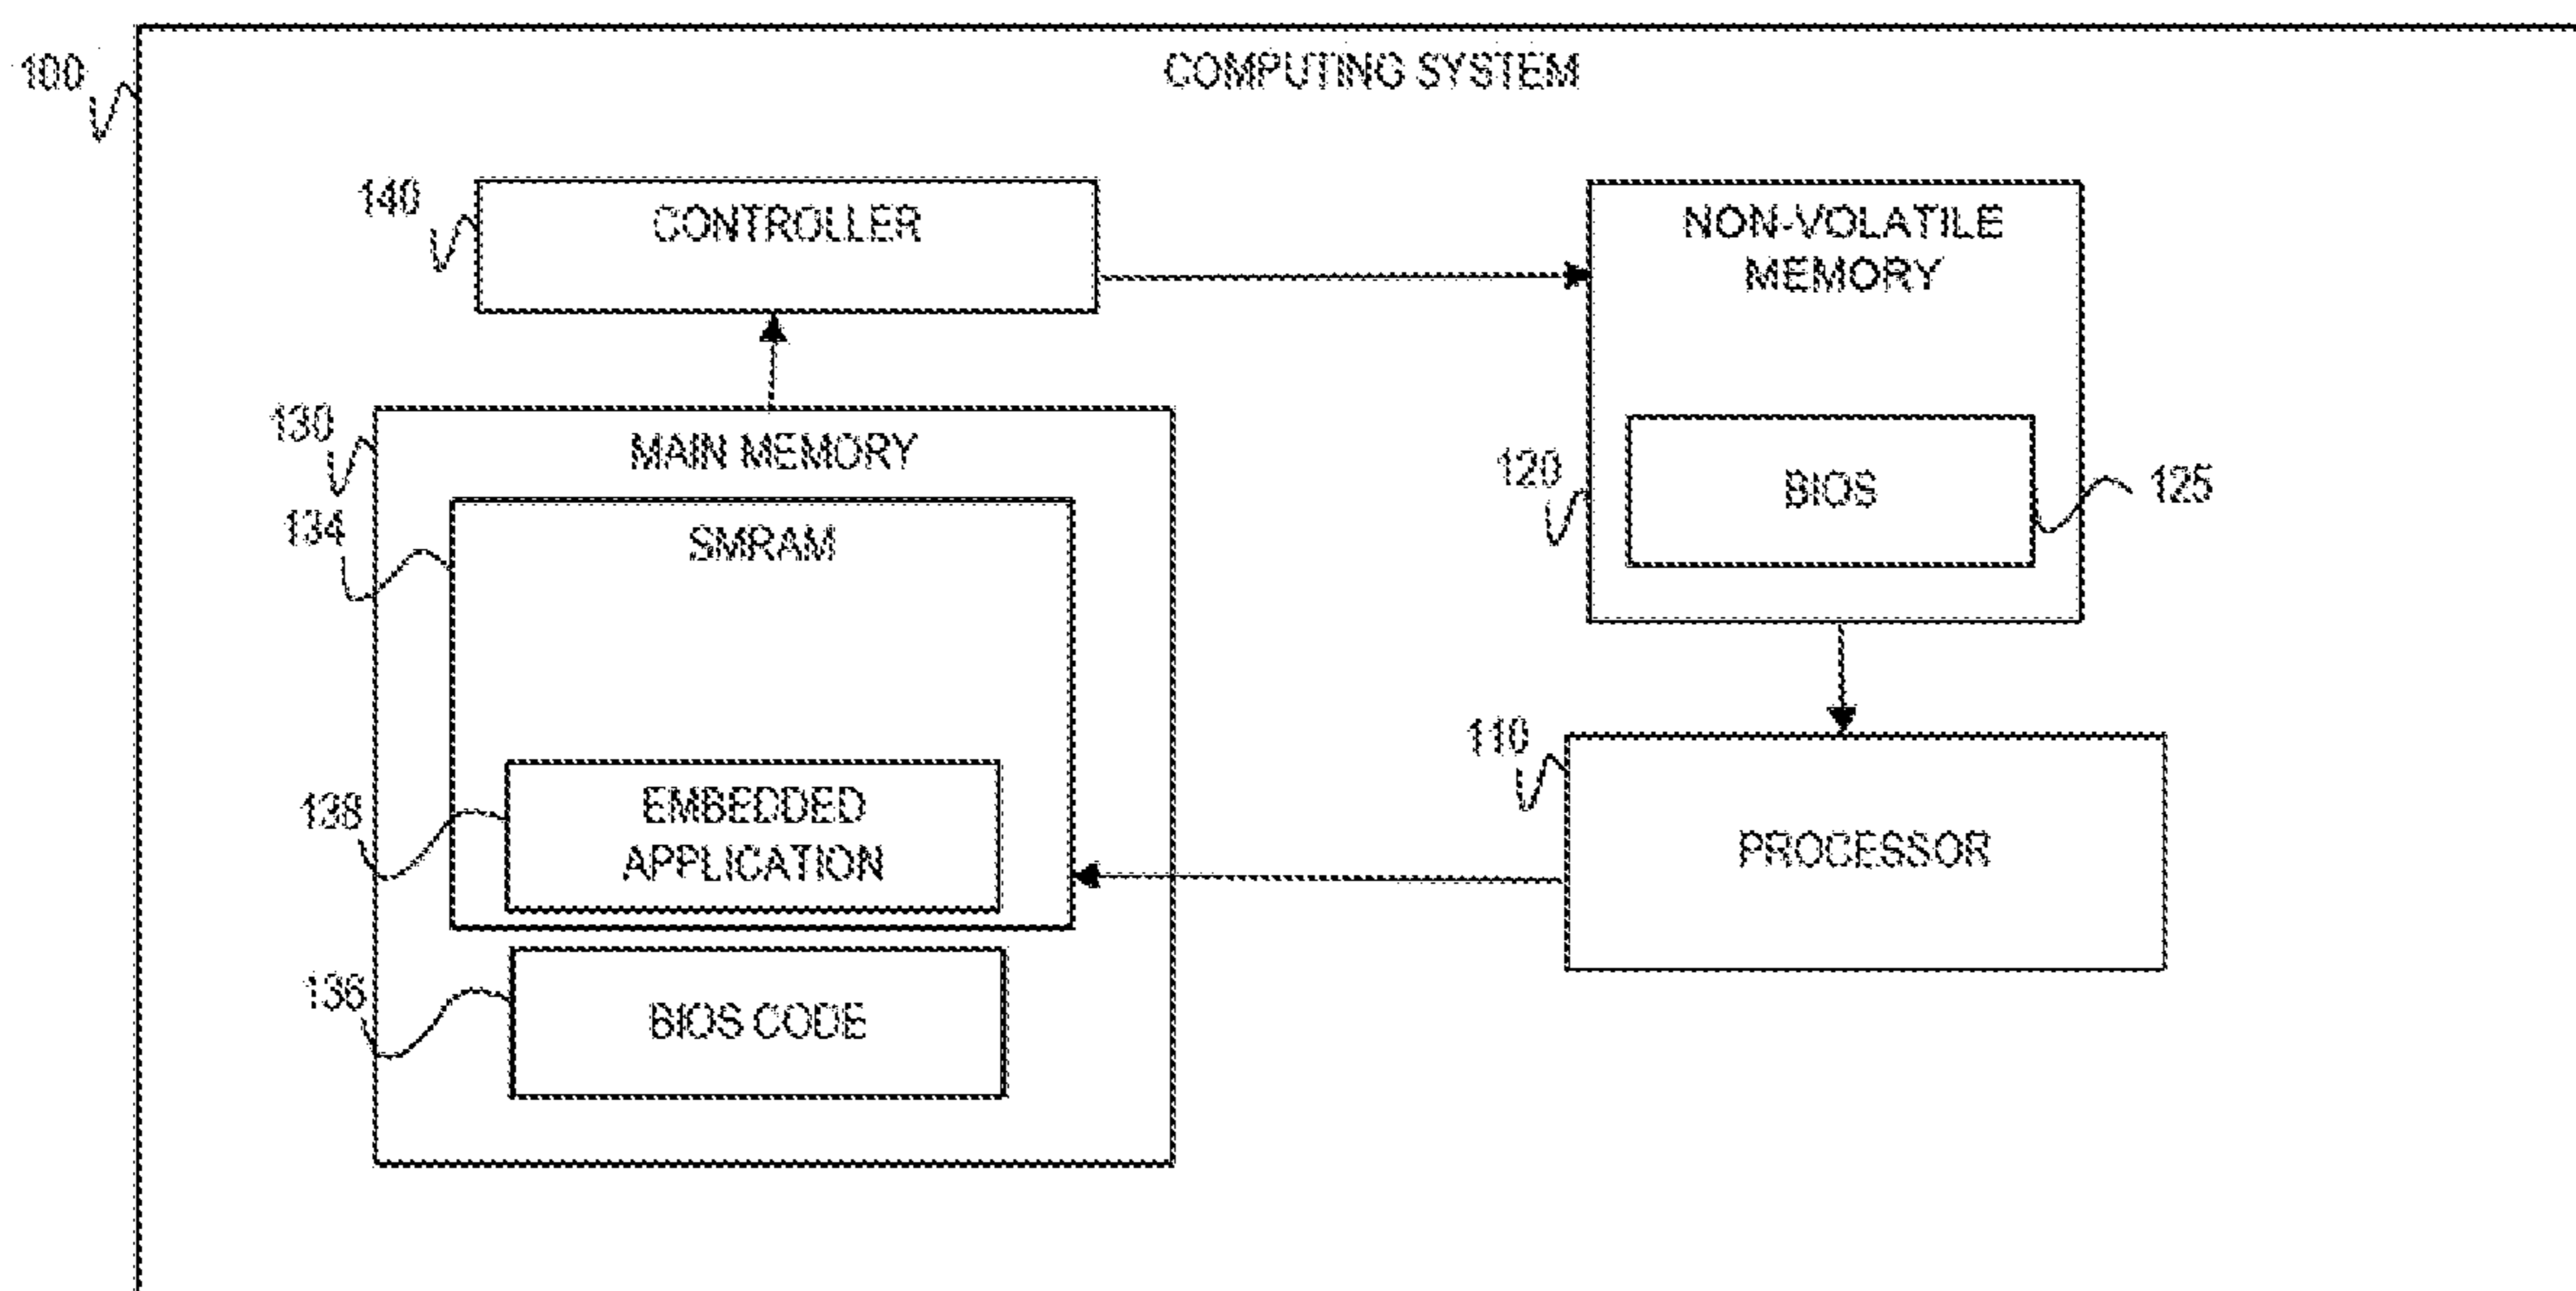 100
COMPUTING SYSTEM
140
CONTROLLER
NON-VOLATILE
MEMORY
130
MAIN MEMORY
120
BIOS
125
134
SMRAM
110
138
EMBEDDED
APPLICATION
PROCESSOR
136
BIOS CODE